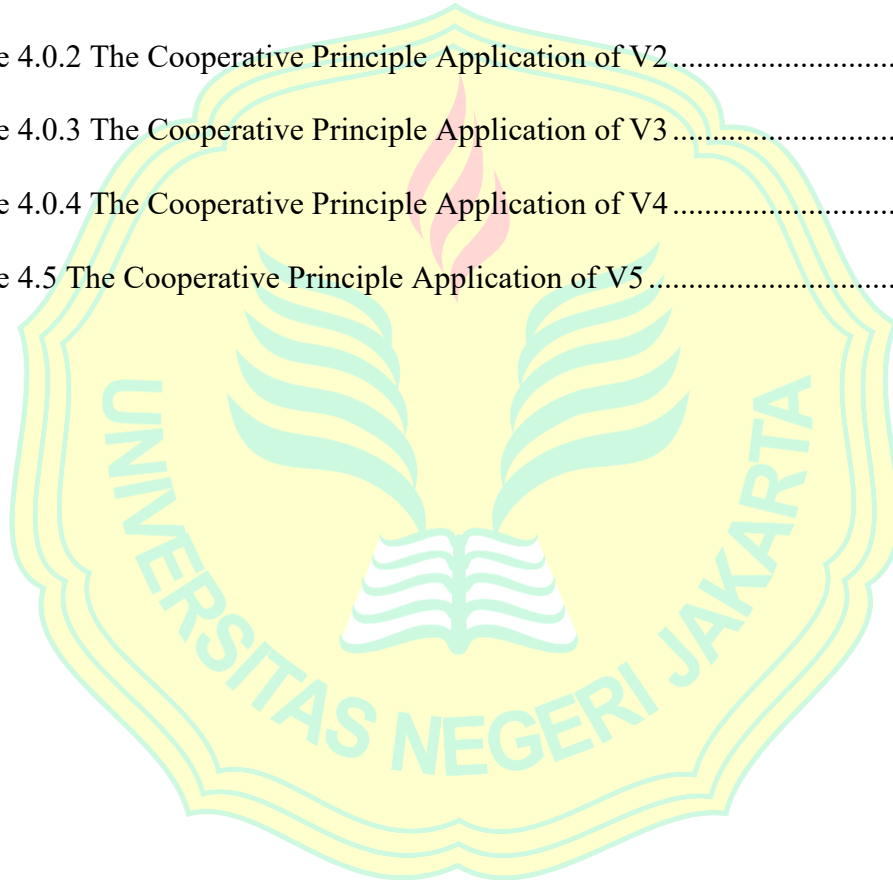 e 4.0.2 The Cooperative Principle Application of V2..............................
e 4.0.3 The Cooperative Principle Application of V3..............................
e 4.0.4 The Cooperative Principle Application of V4..............................
e 4.5 The Cooperative Principle Application of V5.................................
UNIVERSITAS NEGERI JAKARTA